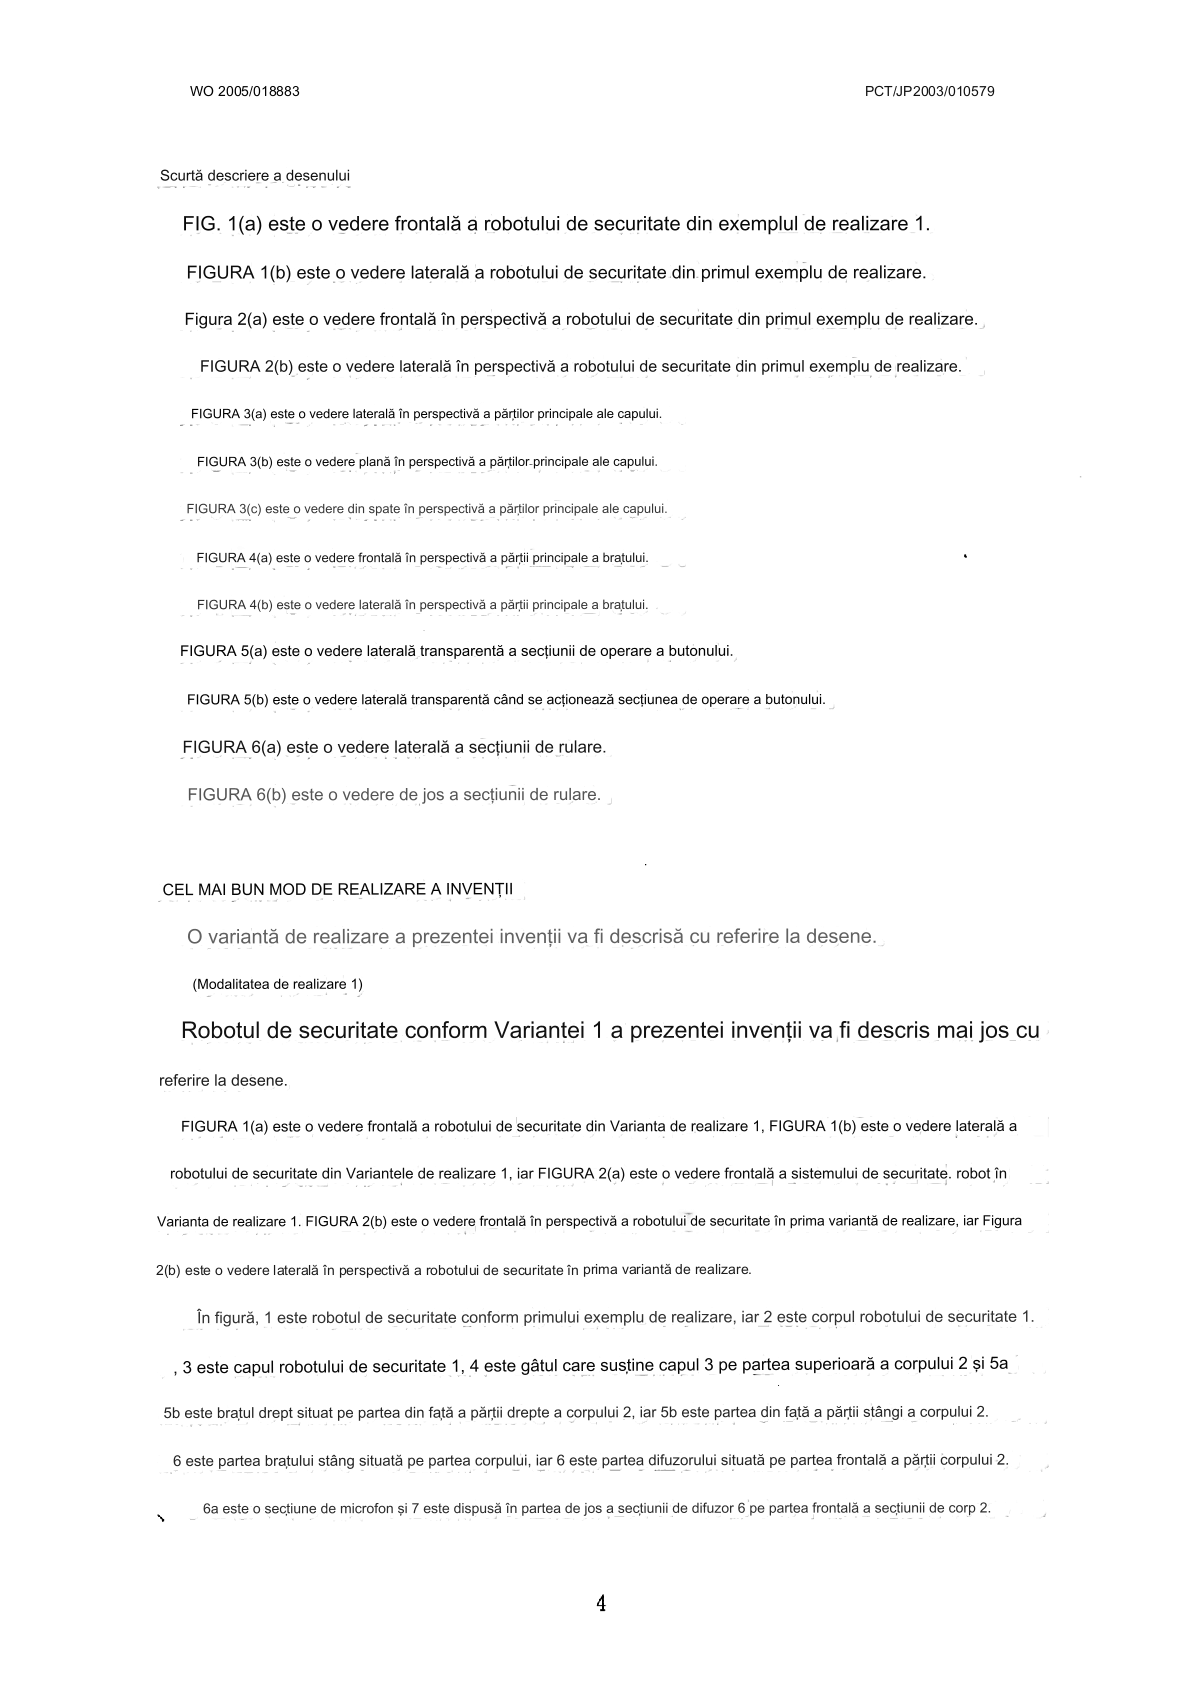 WO 2005/018883 PCT/JP2003/010579
Scurtă descriere a desenului
FIG. 1(a) este o vedere frontală a robotului de securitate din exemplul de realizare 1.
FIGURA 1(b) este o vedere laterală a robotului de securitate din primul exemplu de realizare.
Figura 2(a) este o vedere frontală în perspectivă a robotului de securitate din primul exemplu de realizare.
FIGURA 2(b) este o vedere laterală în perspectivă a robotului de securitate din primul exemplu de realizare.
FIGURA 3(a) este o vedere laterală în perspectivă a părților principale ale capului.
FIGURA 3(b) este o vedere plană în perspectivă a părților principale ale capului.
FIGURA 3(c) este o vedere din spate în perspectivă a părților principale ale capului.
FIGURA 4(a) este o vedere frontală în perspectivă a părții principale a brațului.
FIGURA 4(b) este o vedere laterală în perspectivă a părții principale a brațului.
FIGURA 5(a) este o vedere laterală transparentă a secțiunii de operare a butonului.
FIGURA 5(b) este o vedere laterală transparentă când se acționează secțiunea de operare a butonului.
FIGURA 6(a) este o vedere laterală a secțiunii de rulare.
FIGURA 6(b) este o vedere de jos a secțiunii de rulare.
CEL MAI BUN MOD DE REALIZARE A INVENȚII
O variantă de realizare a prezentei invenții va fi descrisă cu referire la desene.
(Modalitatea de realizare 1)
Robotul de securitate conform Variantei 1 a prezentei invenții va fi descris mai jos cu
referire la desene.
FIGURA 1(a) este o vedere frontală a robotului de securitate din Varianta de realizare 1, FIGURA 1(b) este o vedere laterală a
robotului de securitate din Variantele de realizare 1, iar FIGURA 2(a) este o vedere frontală a sistemului de securitate. robot în
Varianta de realizare 1. FIGURA 2(b) este o vedere frontală în perspectivă a robotului de securitate în prima variantă de realizare, iar Figura
2(b) este o vedere laterală în perspectivă a robotului de securitate în prima variantă de realizare.
În figură, 1 este robotul de securitate conform primului exemplu de realizare, iar 2 este corpul robotului de securitate 1.
, 3 este capul robotului de securitate 1, 4 este gâtul care susține capul 3 pe partea superioară a corpului 2 și 5a
5b este brațul drept situat pe partea din față a părții drepte a corpului 2, iar 5b este partea din față a părții stângi a corpului 2.
6 este partea brațului stâng situată pe partea corpului, iar 6 este partea difuzorului situată pe partea frontală a părții corpului 2.
6a este o secțiune de microfon și 7 este dispusă în partea de jos a secțiunii de difuzor 6 pe partea frontală a secțiunii de corp 2.
4